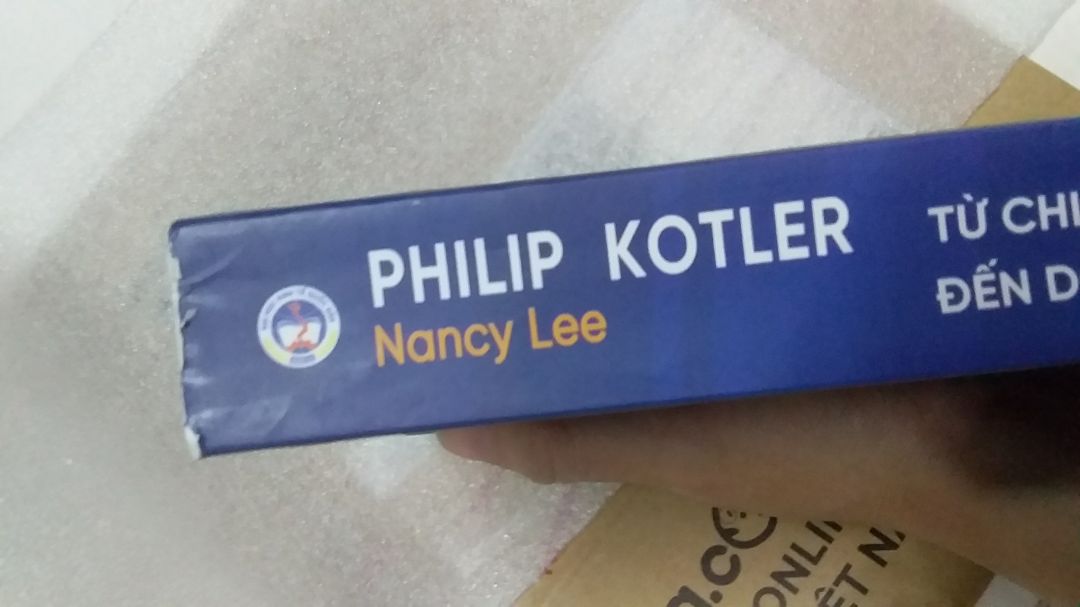 PHILIP KOTLER
Nancy Lee
TỪ CHI
ĐẾN D